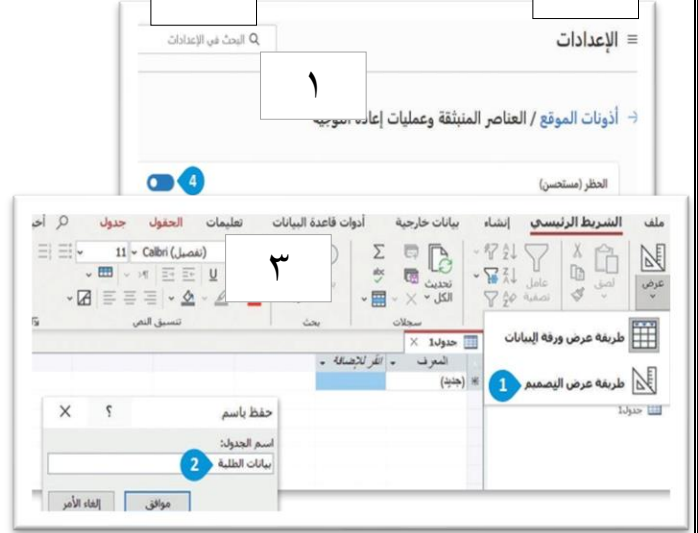 ≡ الإعدادات
البحث في الإعدادات
١
أذونات الموقع / العناصر المنبثقة وعمليات إعادة التوجيه
الحظر (مستحسن)
4
ملف الشريط الرئيسي إنشاء بيانات خارجية أدوات قاعدة البيانات تعليمات الحقول جدول
٣
عرض لصق عامل تصفية تحديث الكل
(تفصيل) Calibri 11
سجلات بحث تنسيق النص
طريقة عرض ورقة البيانات
طريقة عرض التصميم 1
جدول1
جدول1 ×
المعرف انقر للإضافة
(جديد)
حفظ باسم ؟ ×
اسم الجدول:
بيانات الطلبة 2
موافق إلغاء الأمر